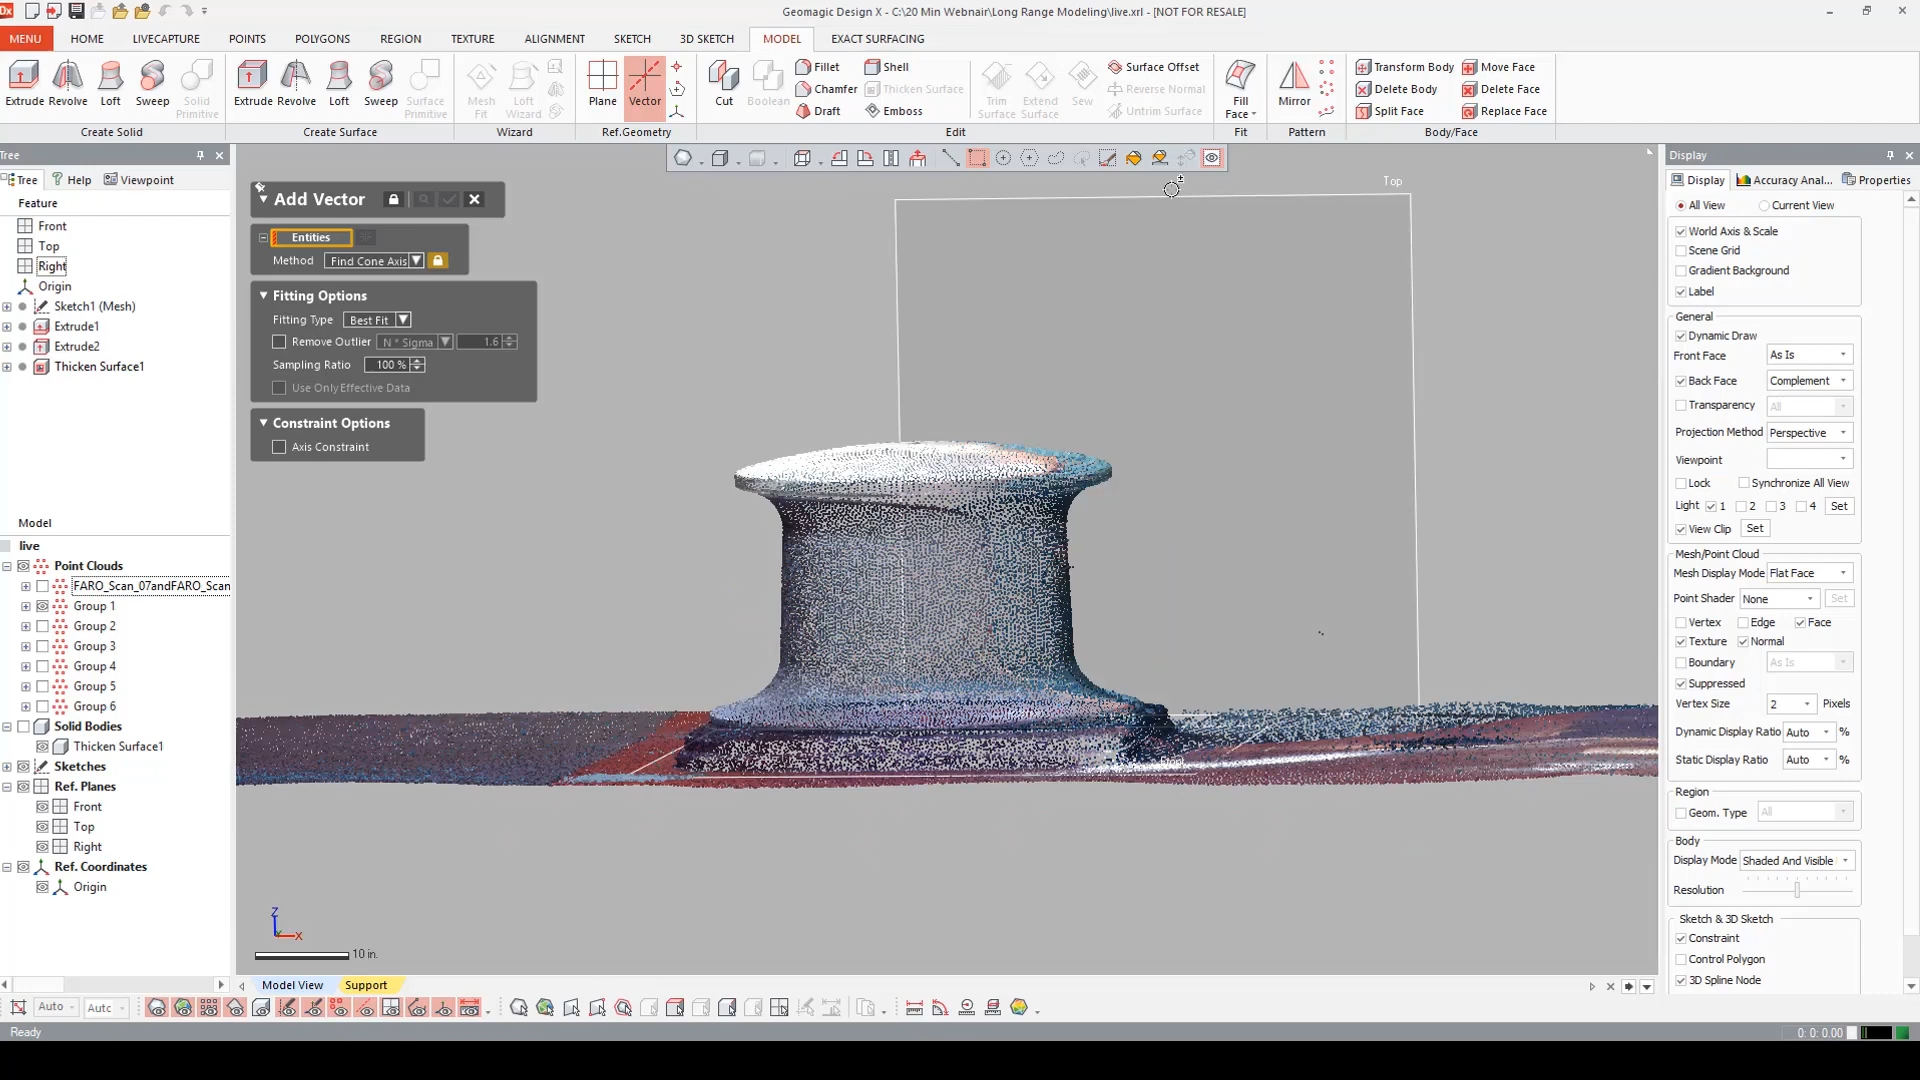 Dx
Geomagic Design X - C:\20 Min Webnair\Long Range Modeling\live.xrl - [NOT FOR RESALE]
MENU HOME LIVECAPTURE POINTS POLYGONS REGION TEXTURE ALIGNMENT SKETCH 3D SKETCH MODEL EXACT SURFACING
Extrude Revolve Loft Sweep Solid Primitive
Create Solid
Extrude Revolve Loft Sweep Surface Primitive
Create Surface
Mesh Fit Loft Wizard
Wizard
Plane Vector
Ref.Geometry
Cut Boolean
Fillet Shell
Chamfer Thicken Surface
Draft Emboss
Trim Surface Extend Surface Sew
Surface Offset
Reverse Normal
Untrim Surface
Edit
Fill Face
Fit
Mirror
Pattern
Transform Body Move Face
Delete Body Delete Face
Split Face Replace Face
Body/Face
Tree
Tree Help Viewpoint
Feature
Front
Top
Right
Origin
Sketch1 (Mesh)
Extrude1
Extrude2
Thicken Surface1
Model
live
Point Clouds
FARO_Scan_07andFARO_Scan
Group 1
Group 2
Group 3
Group 4
Group 5
Group 6
Solid Bodies
Thicken Surface1
Sketches
Ref. Planes
Front
Top
Right
Ref. Coordinates
Origin
Add Vector
Entities
Method Find Cone Axis
Fitting Options
Fitting Type Best Fit
Remove Outlier N * Sigma 1.6
Sampling Ratio 100 %
Use Only Effective Data
Constraint Options
Axis Constraint
Top
Front
Z
X
10 in.
Model View Support
Display
Display Accuracy Anal... Properties
All View Current View
World Axis & Scale
Scene Grid
Gradient Background
Label
General
Dynamic Draw
Front Face As Is
Back Face Complement
Transparency All
Projection Method Perspective
Viewpoint
Lock Synchronize All View
Light 1 2 3 4 Set
View Clip Set
Mesh/Point Cloud
Mesh Display Mode Flat Face
Point Shader None Set
Vertex Edge Face
Texture Normal
Boundary As Is
Suppressed
Vertex Size 2 Pixels
Dynamic Display Ratio Auto %
Static Display Ratio Auto %
Region
Geom. Type All
Body
Display Mode Shaded And Visible
Resolution
Sketch & 3D Sketch
Constraint
Control Polygon
3D Spline Node
Auto Autc
Ready
0: 0: 0.00